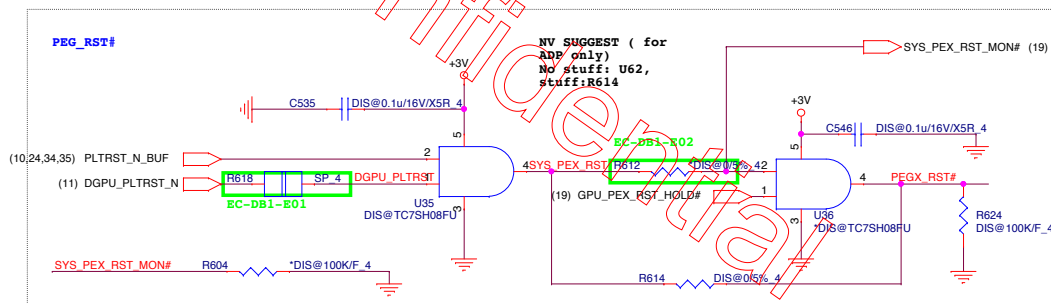 PEG_RST#
NV SUGGEST ( for
ADP only)
No stuff: U62,
stuff:R614
SYS_PEX_RST_MON# (19)
+3V
+3V
C535
DIS@0.1u/16V/X5R_4
C546
DIS@0.1u/16V/X5R_4
5
5
EC-DB1-E02
(10,24,34,35) PLTRST_N_BUF
2
4
SYS_PEX_RST
R612
*DIS@0/5%_4
2
(11) DGPU_PLTRST_N
R618
SP_4
DGPU_PLTRST
1
4
PEGX_RST#
EC-DB1-E01
(19) GPU_PEX_RST_HOLD#
1
3
U35
DIS@TC7SH08FU
3
U36
*DIS@TC7SH08FU
R624
DIS@100K/F_4
SYS_PEX_RST_MON#
R604
*DIS@100K/F_4
R614
DIS@0/5%_4
nfidential